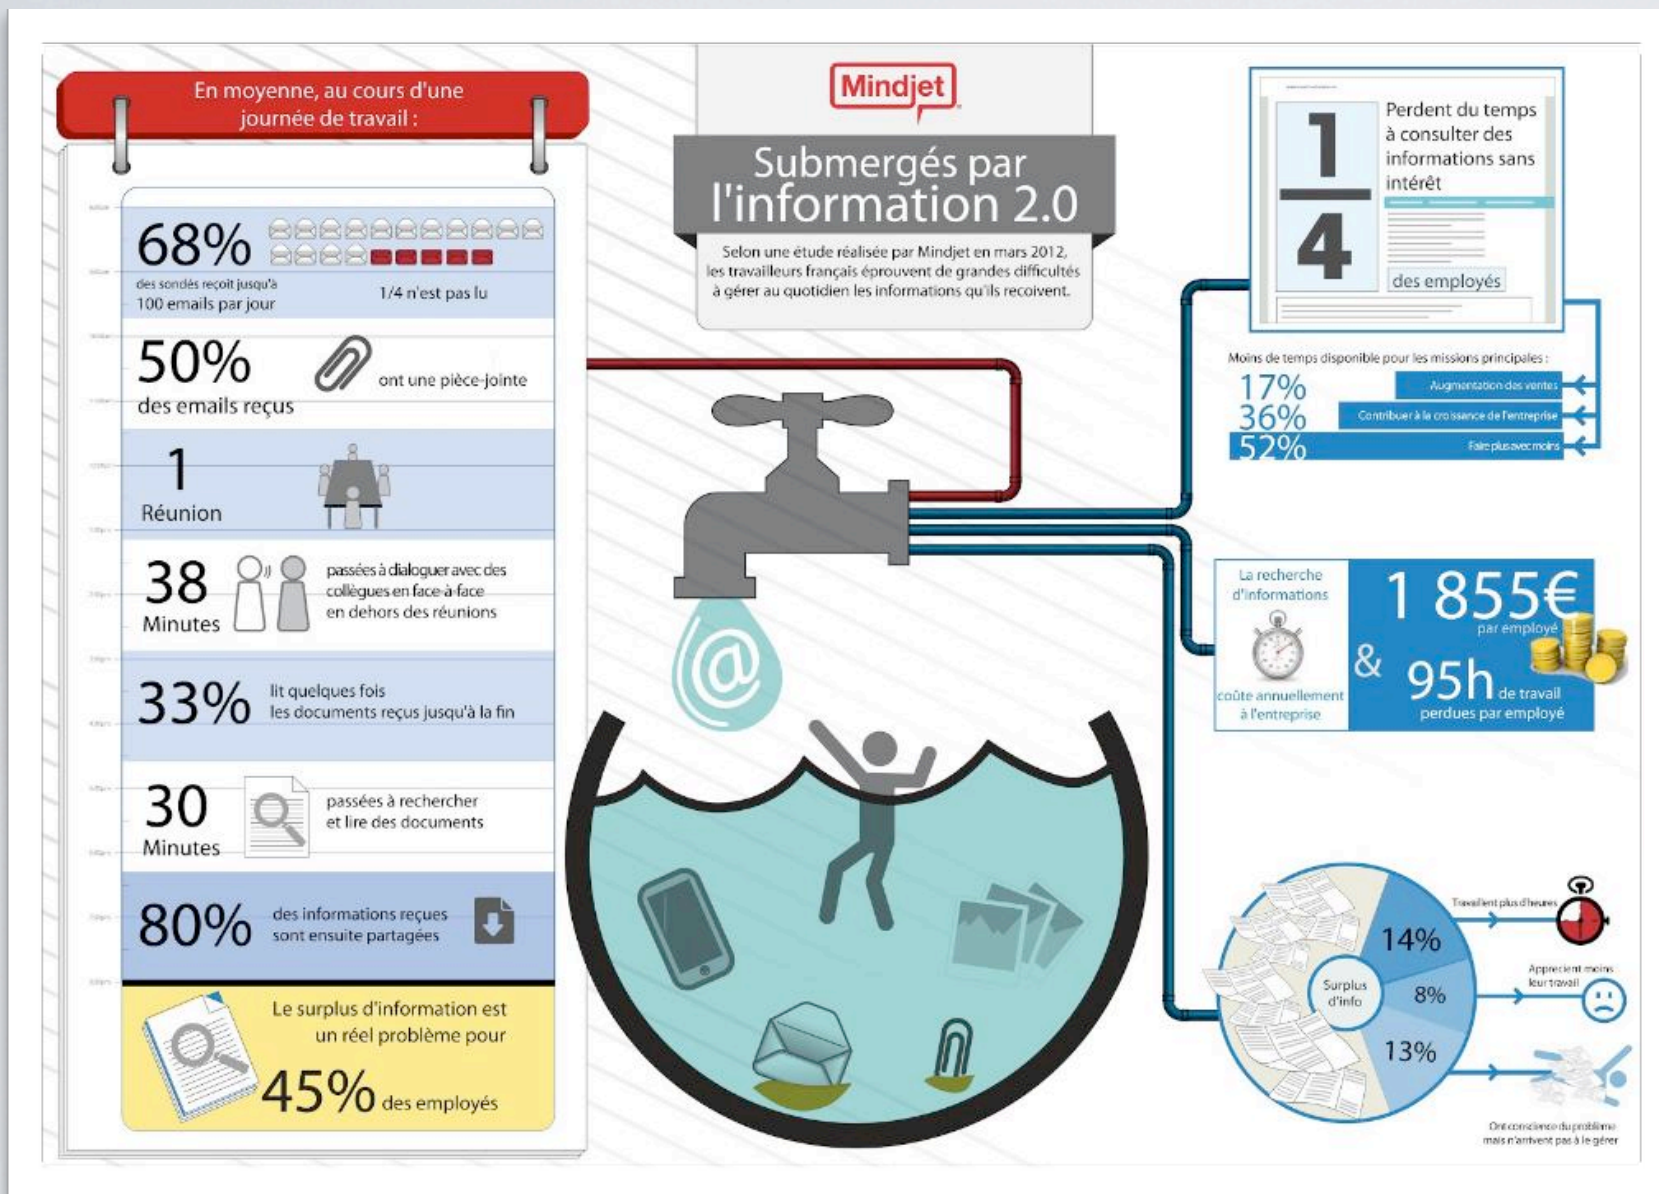 En moyenne, au cours d'une
journée de travail :
68%
des sondés reçoit jusqu'à
100 emails par jour
1/4 n'est pas lu
50%
ont une pièce-jointe
des emails reçus
1
Réunion
38
Minutes
passées à dialoguer avec des
collègues en face-à-face
en dehors des réunions
33%
lit quelques fois
les documents reçus jusqu'à la fin
30
Minutes
passées à rechercher
et lire des documents
80%
des informations reçues
sont ensuite partagées
Le surplus d'information est
un réel problème pour
45% des employés
Mindjet
Submergés par
l'information 2.0
Selon une étude réalisée par Mindjet en mars 2012,
les travailleurs français éprouvent de grandes difficultés
à gérer au quotidien les informations qu'ils recoivent.
@
1
4
Perdent du temps
à consulter des
informations sans
intérêt
des employés
Moins de temps disponible pour les missions principales :
17% Augmentation des ventes
36% Contribuer à la croissance de l'entreprise
52% Faire plus avec moins
La recherche
d'informations
coûte annuellement
à l'entreprise
1 855€
par employé
&
95h de travail
perdues par employé
Surplus
d'info
14%
8%
13%
Travaillent plus d'heures
Apprecient moins
leur travail
Ont conscience du problème
mais n'arrivent pas à le gérer